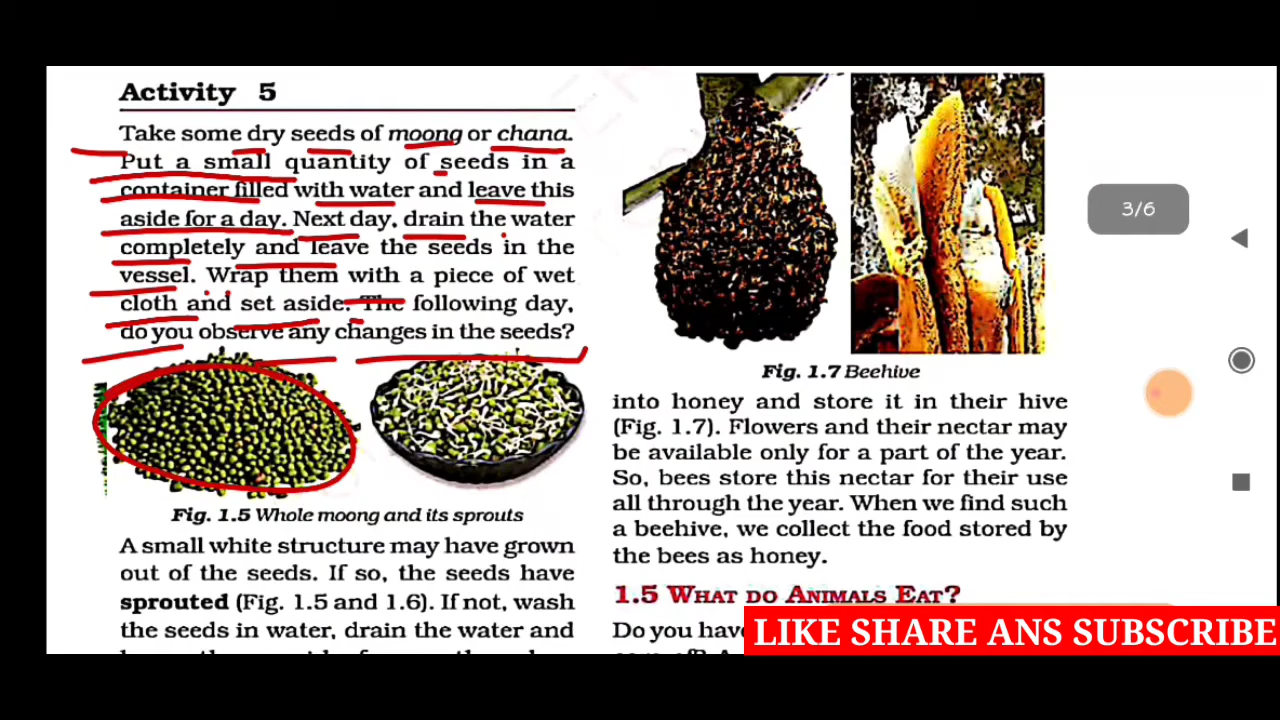 Activity 5
Take some dry seeds of moong or chana.
Put a small quantity of seeds in a
container filled with water and leave this
aside for a day. Next day, drain the water
completely and leave the seeds in the
vessel. Wrap them with a piece of wet
cloth and set aside. The following day,
do you observe any changes in the seeds?
Fig. 1.5 Whole moong and its sprouts
A small white structure may have grown
out of the seeds. If so, the seeds have
sprouted (Fig. 1.5 and 1.6). If not, wash
the seeds in water, drain the water and
Fig. 1.7 Beehive
into honey and store it in their hive
(Fig. 1.7). Flowers and their nectar may
be available only for a part of the year.
So, bees store this nectar for their use
all through the year. When we find such
a beehive, we collect the food stored by
the bees as honey.
1.5 WHAT DO ANIMALS EAT?
Do you have
3/6
LIKE SHARE ANS SUBSCRIBE